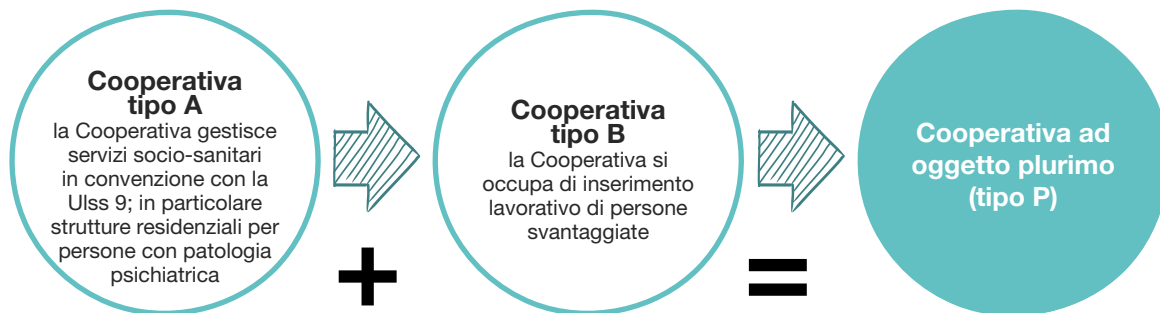 Cooperativa
tipo A
la Cooperativa gestisce
servizi socio-sanitari
in convenzione con la
Ulss 9; in particolare
strutture residenziali per
persone con patologia
psichiatrica
+
Cooperativa
tipo B
la Cooperativa si
occupa di inserimento
lavorativo di persone
svantaggiate
=
Cooperativa ad
oggetto plurimo
(tipo P)